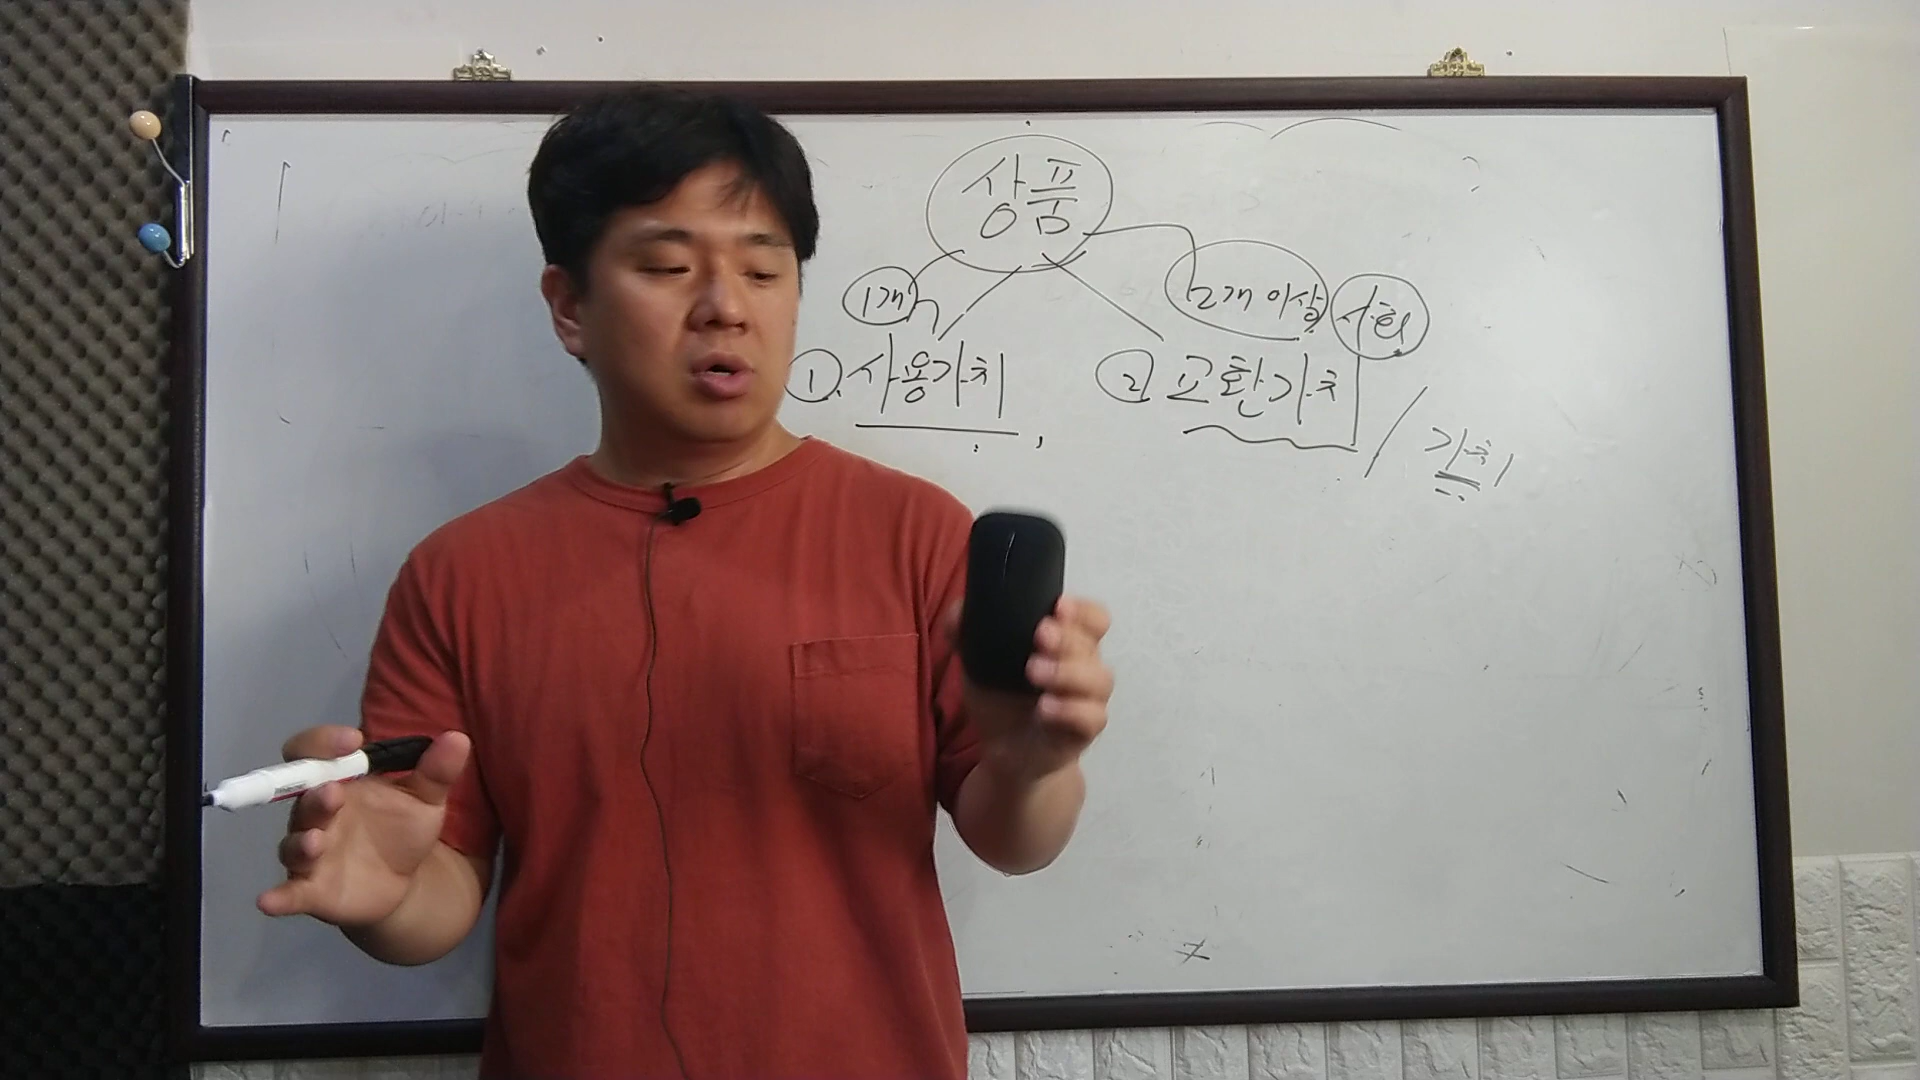 상품
1개 2개 이상 사회
① 사용가치 ② 교환가치 / 가치